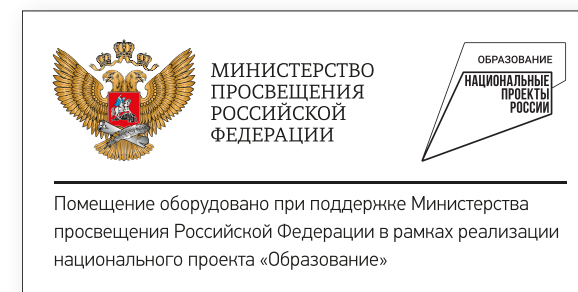 МИНИСТЕРСТВО
ПРОСВЕЩЕНИЯ
РОССИЙСКОЙ
ФЕДЕРАЦИИ
ОБРАЗОВАНИЕ
НАЦИОНАЛЬНЫЕ
ПРОЕКТЫ
РОССИИ
Помещение оборудовано при поддержке Министерства
просвещения Российской Федерации в рамках реализации
национального проекта «Образование»